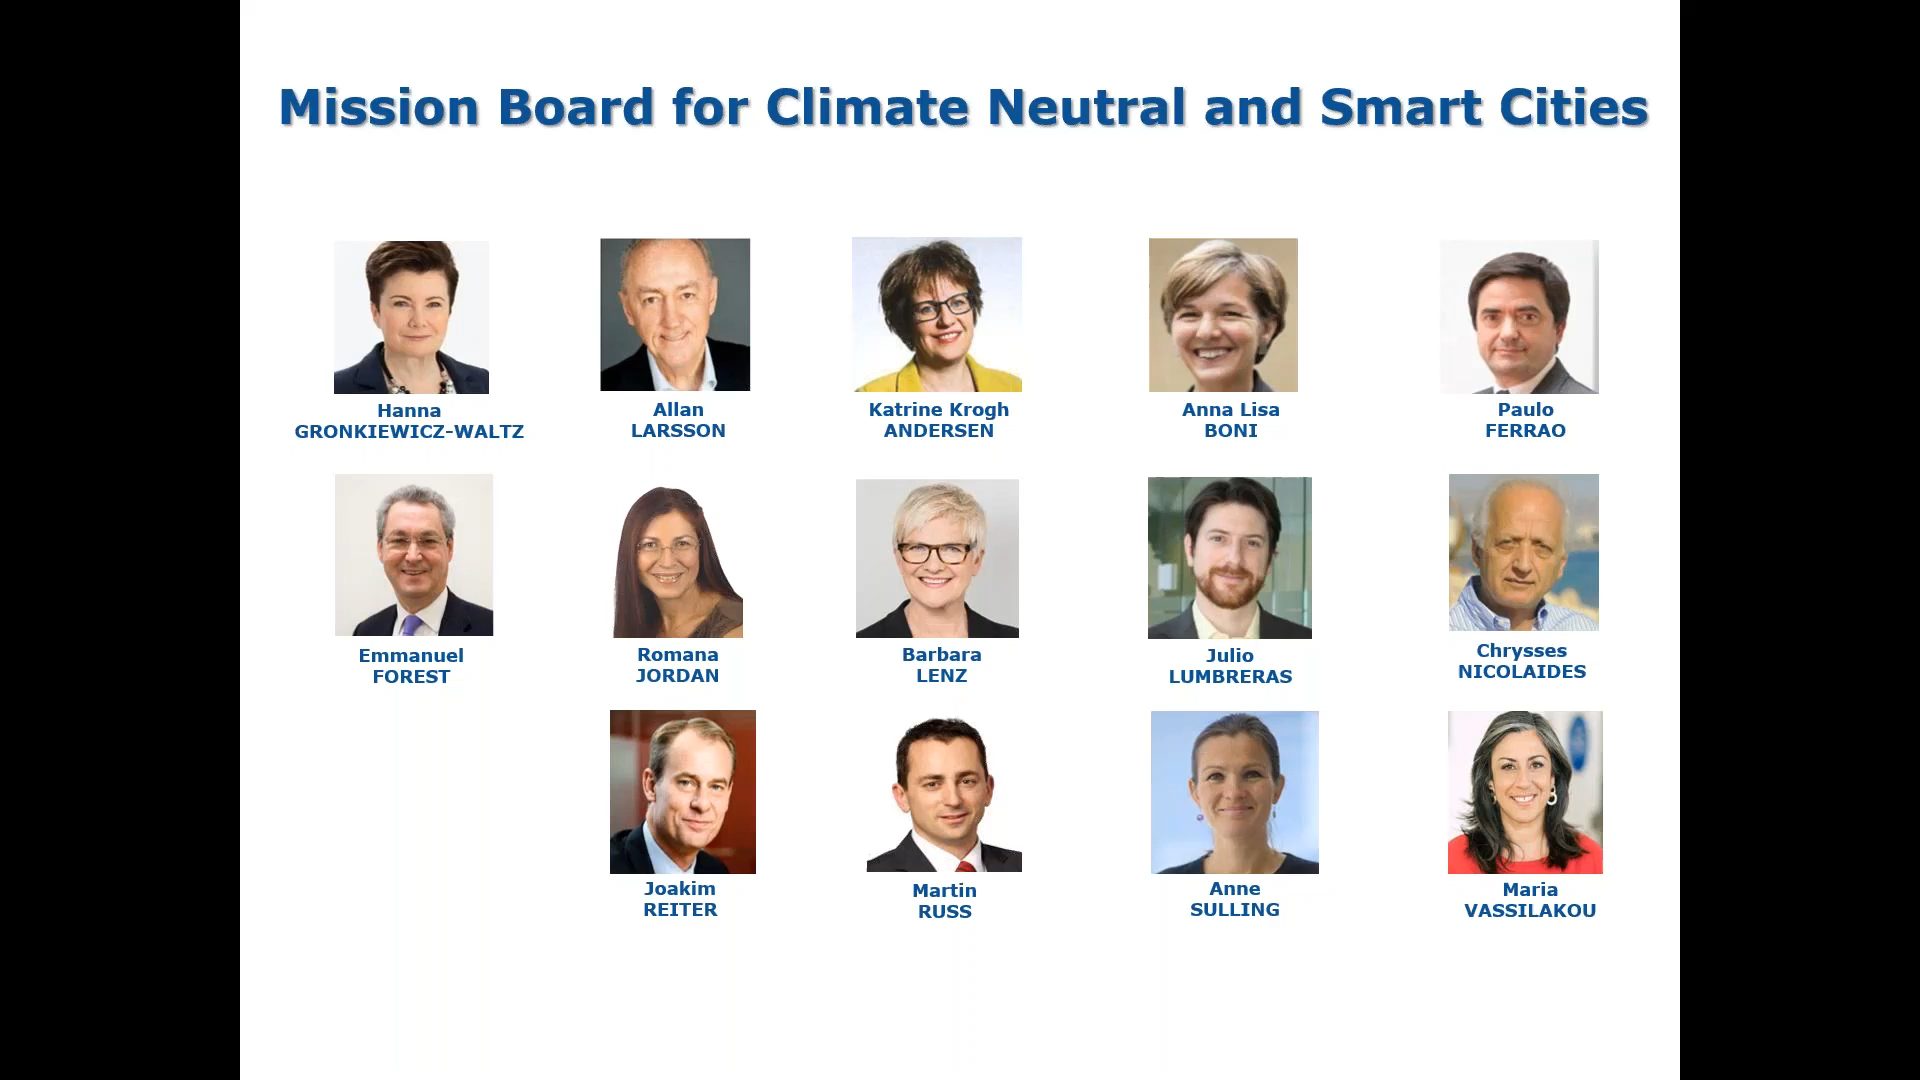 Mission Board for Climate Neutral and Smart Cities
Hanna
GRONKIEWICZ-WALTZ
Allan
LARSSON
Katrine Krogh
ANDERSEN
Anna Lisa
BONI
Paulo
FERRAO
Emmanuel
FOREST
Romana
JORDAN
Barbara
LENZ
Julio
LUMBRERAS
Chrysses
NICOLAIDES
Joakim
REITER
Martin
RUSS
Anne
SULLING
Maria
VASSILAKOU